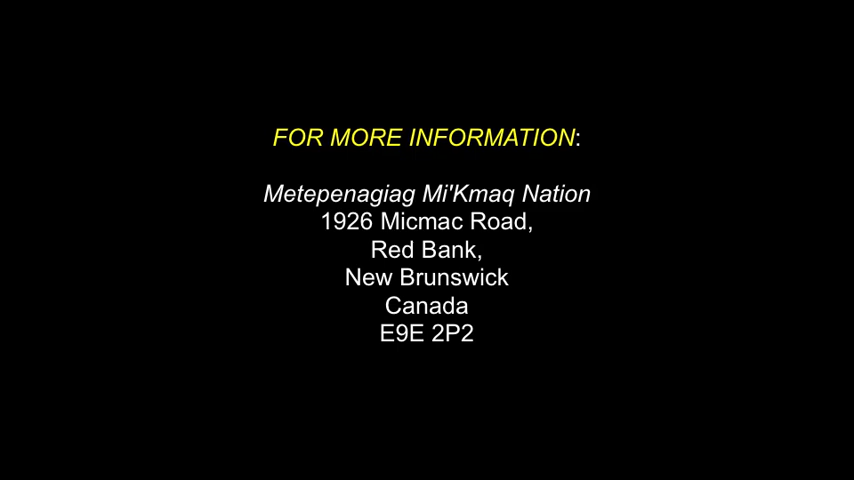 FOR MORE INFORMATION:
Metepenagiag Mi'Kmaq Nation
1926 Micmac Road,
Red Bank,
New Brunswick
Canada
E9E 2P2